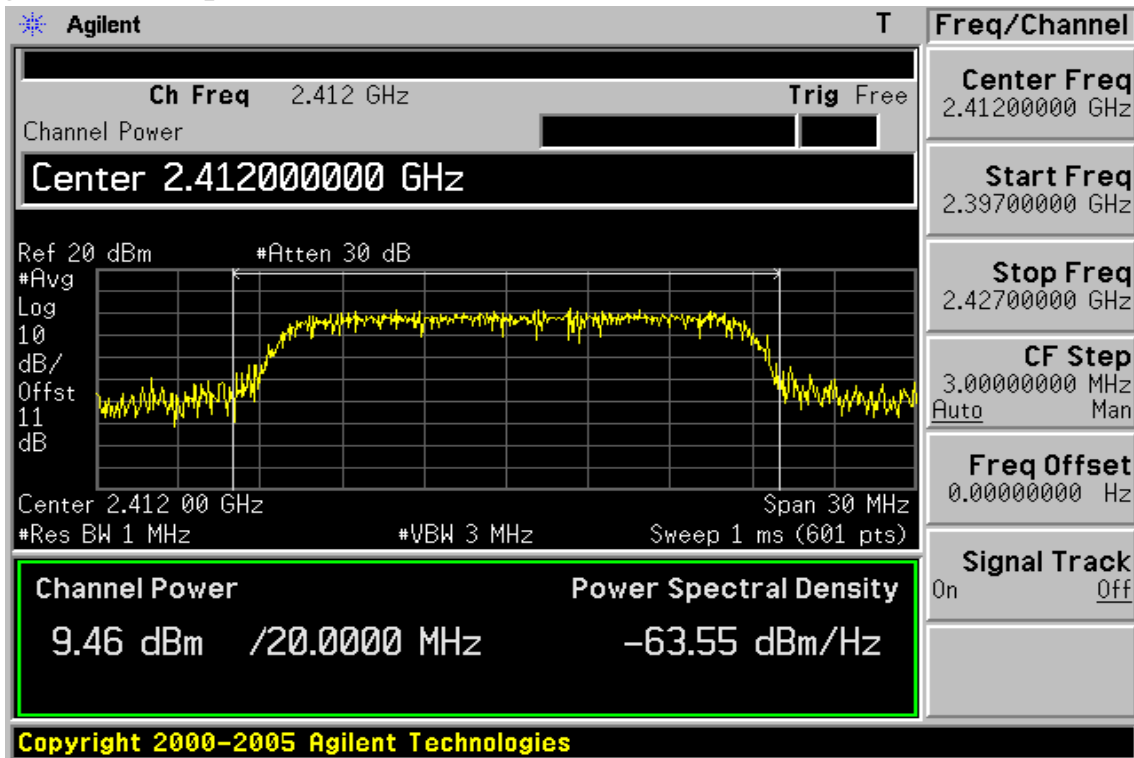 Agilent T Freq/Channel
Ch Freq 2.412 GHz Trig Free
Channel Power
Center 2.412000000 GHz
Ref 20 dBm #Atten 30 dB
#Avg
Log
10
dB/
Offst
11
dB
Center 2.412 00 GHz Span 30 MHz
#Res BW 1 MHz #VBW 3 MHz Sweep 1 ms (601 pts)
Channel Power Power Spectral Density
9.46 dBm /20.0000 MHz -63.55 dBm/Hz
Center Freq
2.41200000 GHz
Start Freq
2.39700000 GHz
Stop Freq
2.42700000 GHz
CF Step
3.00000000 MHz
Auto Man
Freq Offset
0.00000000 Hz
Signal Track
On Off
Copyright 2000-2005 Agilent Technologies